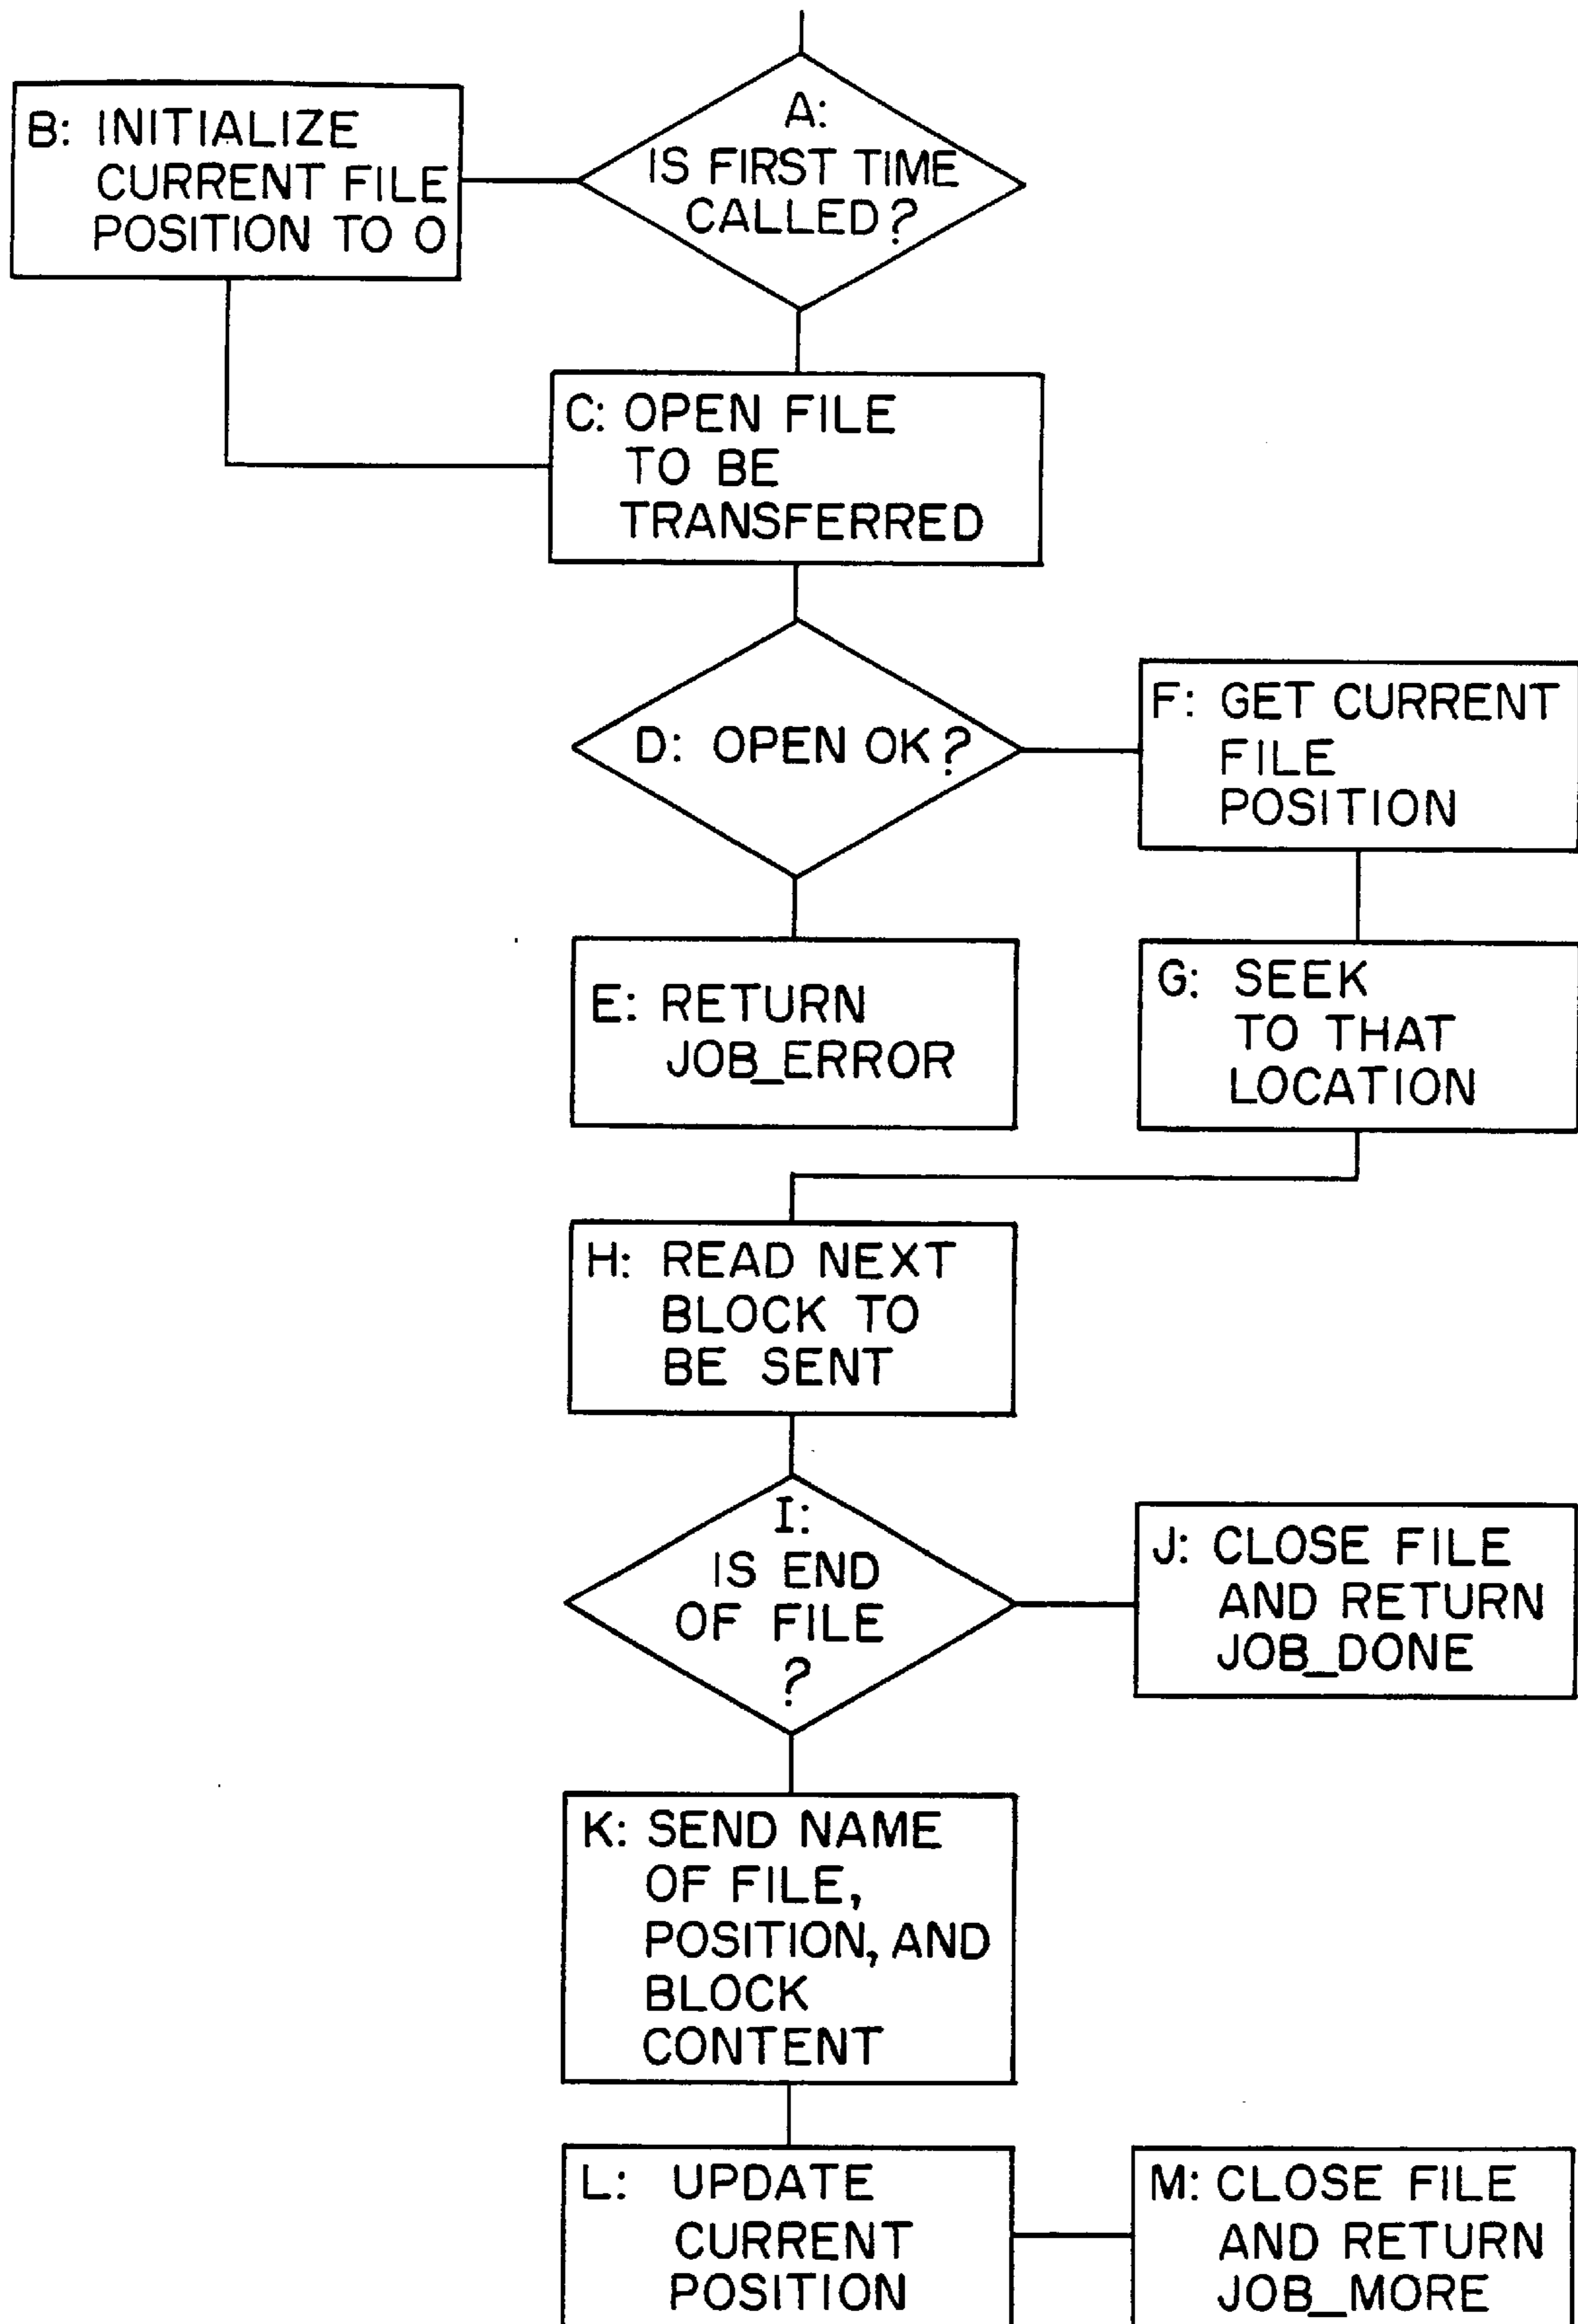 A:
IS FIRST TIME
CALLED?
B: INITIALIZE
CURRENT FILE
POSITION TO 0
C: OPEN FILE
TO BE
TRANSFERRED
D: OPEN OK?
F: GET CURRENT
FILE
POSITION
E: RETURN
JOB_ERROR
G: SEEK
TO THAT
LOCATION
H: READ NEXT
BLOCK TO
BE SENT
I:
IS END
OF FILE
?
J: CLOSE FILE
AND RETURN
JOB_DONE
K: SEND NAME
OF FILE,
POSITION, AND
BLOCK
CONTENT
L: UPDATE
CURRENT
POSITION
M: CLOSE FILE
AND RETURN
JOB_MORE